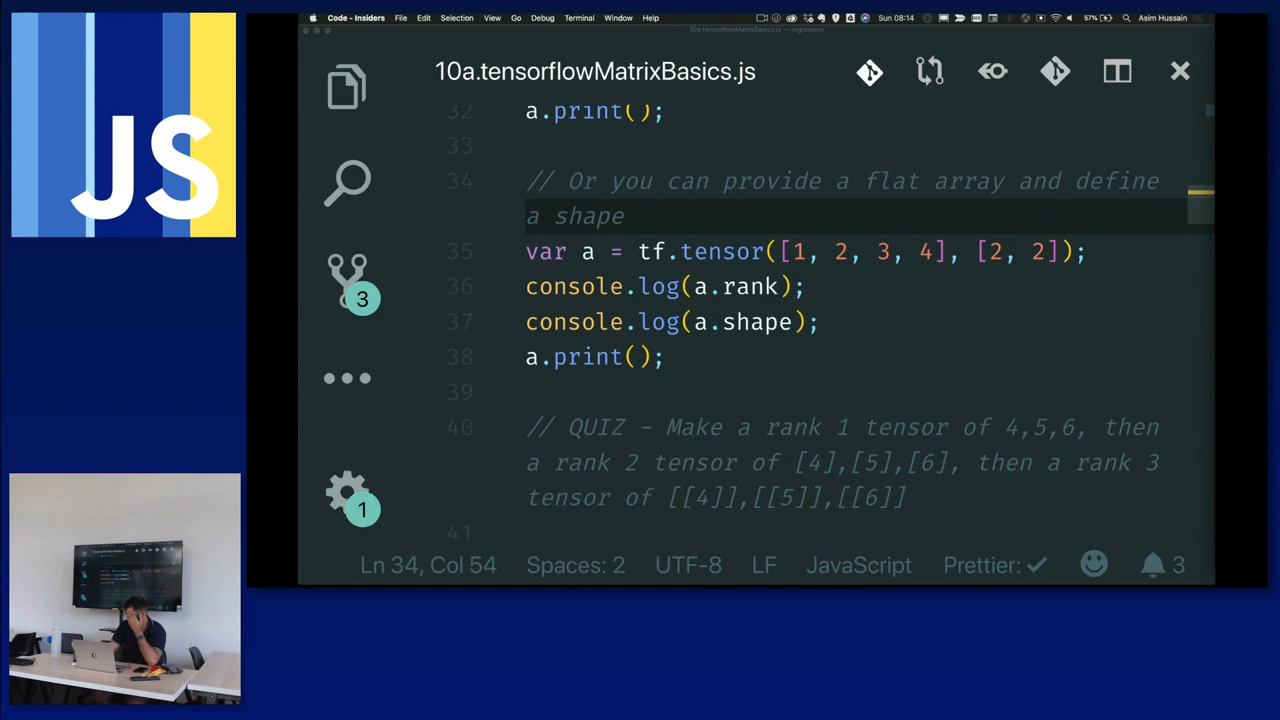 Code - Insiders File Edit Selection View Go Debug Terminal Window Help
57% Sun 08:14 Asim Hussain
10a.tensorflowMatrixBasics.js — regression
10a.tensorflowMatrixBasics.js
JS
32 a.print();
33
34 // Or you can provide a flat array and define
a shape
35 var a = tf.tensor([1, 2, 3, 4], [2, 2]);
36 console.log(a.rank);
37 console.log(a.shape);
38 a.print();
39
40 // QUIZ - Make a rank 1 tensor of 4,5,6, then
a rank 2 tensor of [4],[5],[6], then a rank 3
tensor of [[4]],[[5]],[[6]]
41
3
1
Ln 34, Col 54 Spaces: 2 UTF-8 LF JavaScript Prettier: ✓ 3